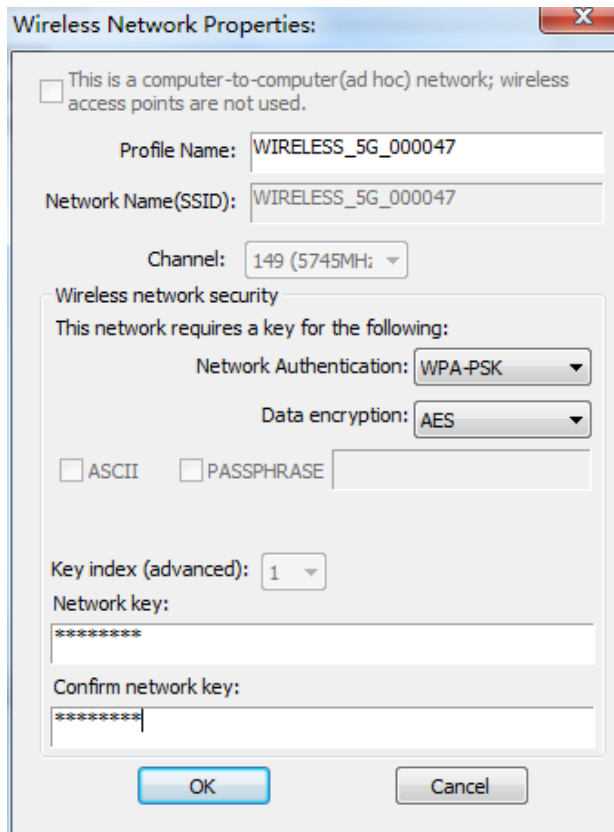 Wireless Network Properties:
This is a computer-to-computer(ad hoc) network; wireless
access points are not used.
Profile Name: WIRELESS_5G_000047
Network Name(SSID): WIRELESS_5G_000047
Channel: 149 (5745MHz
Wireless network security
This network requires a key for the following:
Network Authentication: WPA-PSK
Data encryption: AES
ASCII PASSPHRASE
Key index (advanced): 1
Network key:
********
Confirm network key:
********
OK Cancel